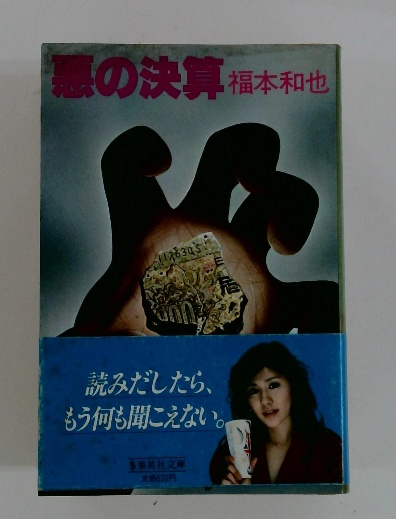 悪の決算 福本和也
読みだしたら、
もう何も聞こえない。
集英社文庫